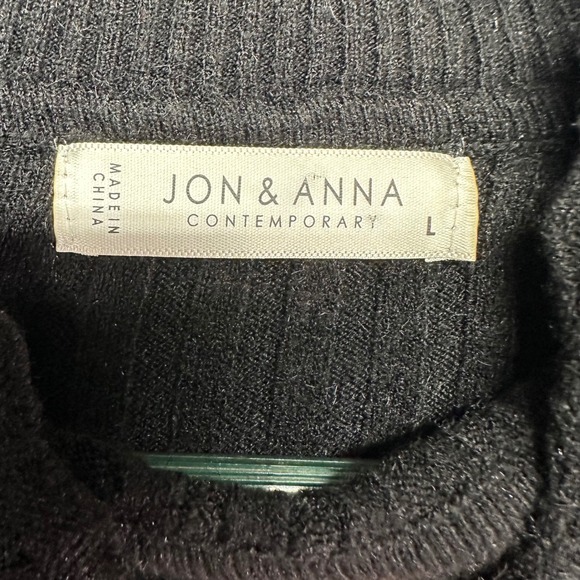 MADE IN
CHINA
JON & ANNA
CONTEMPORARY
L